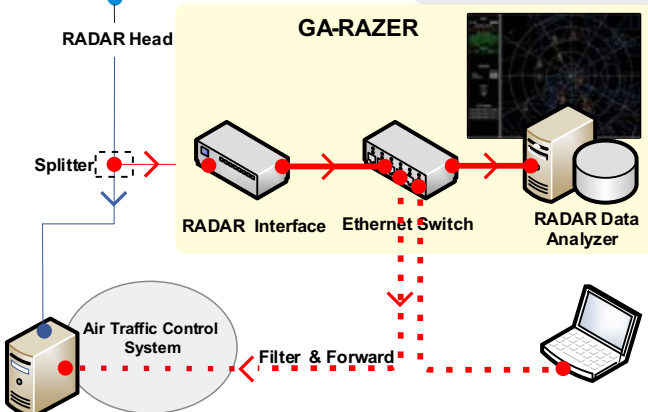 GA-RAZER
RADAR Head
Splitter
RADAR Interface
Ethernet Switch
RADAR Data
Analyzer
Air Traffic Control
System
Filter & Forward